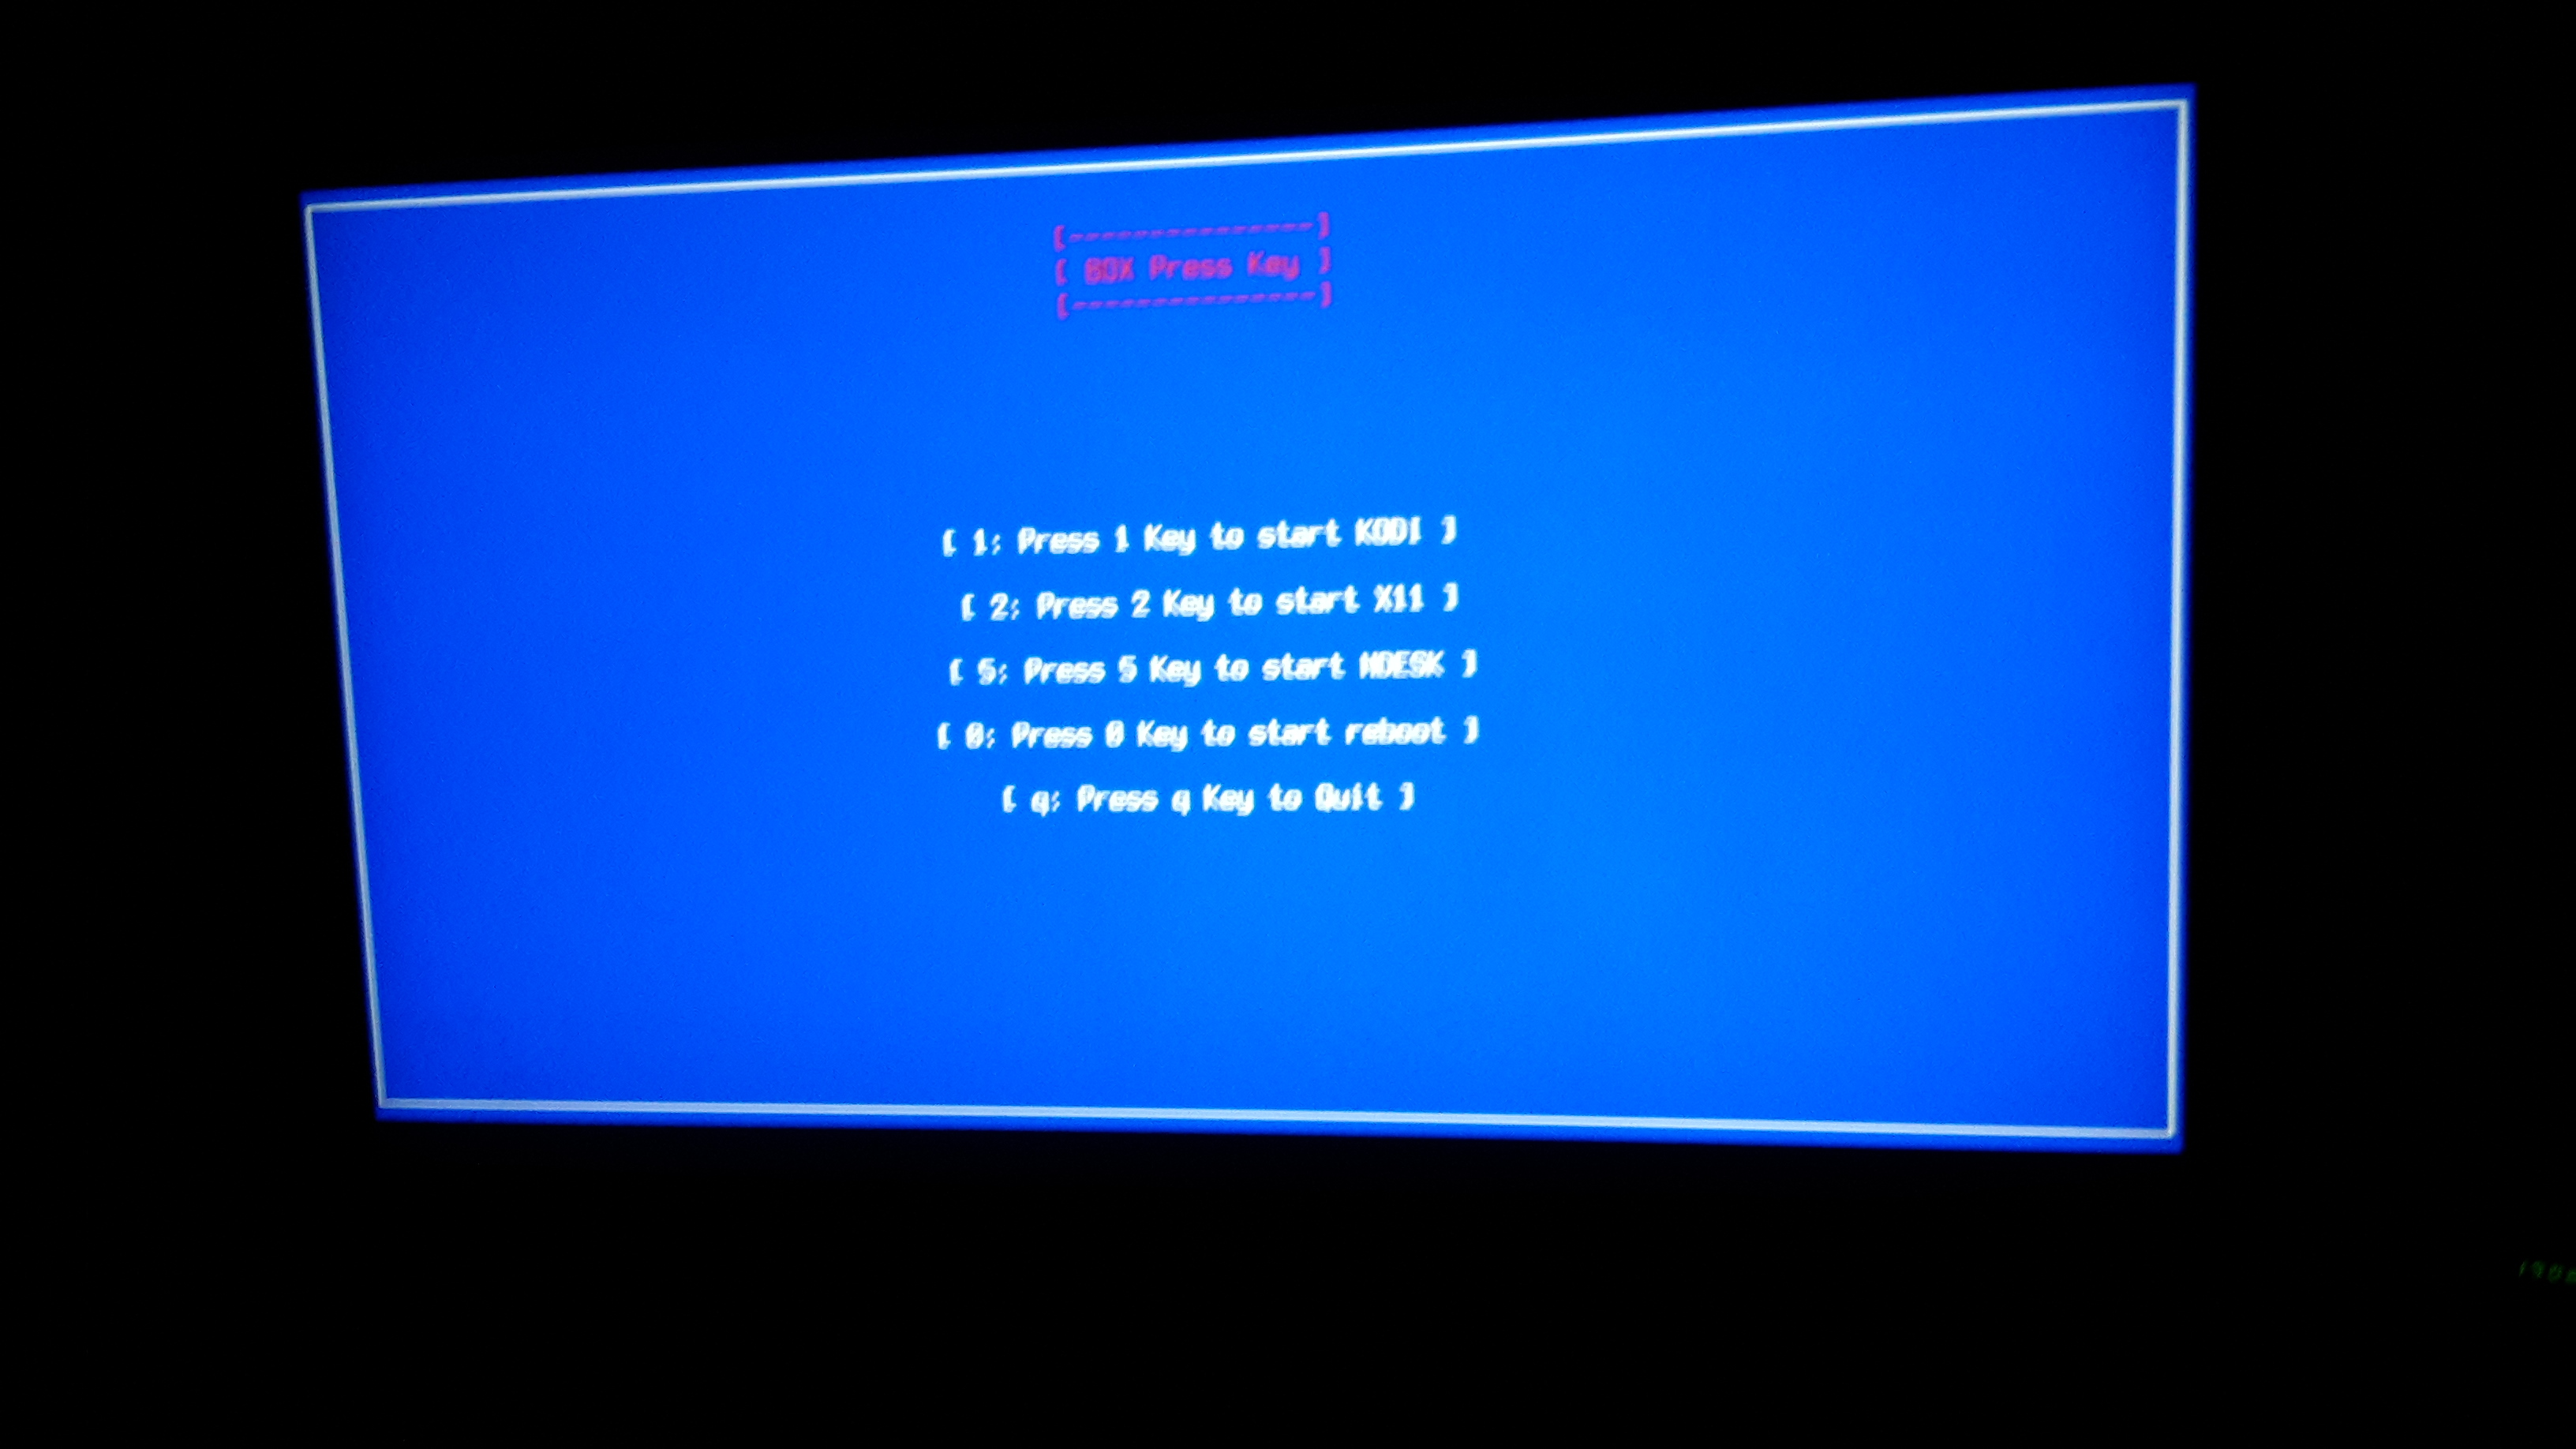 [---------------]
[ BOX Press Key ]
[---------------]
[ 1: Press 1 Key to start KODI ]
[ 2: Press 2 Key to start X11 ]
[ 5: Press 5 Key to start MDESK ]
[ 0: Press 0 Key to start reboot ]
[ q: Press q Key to Quit ]